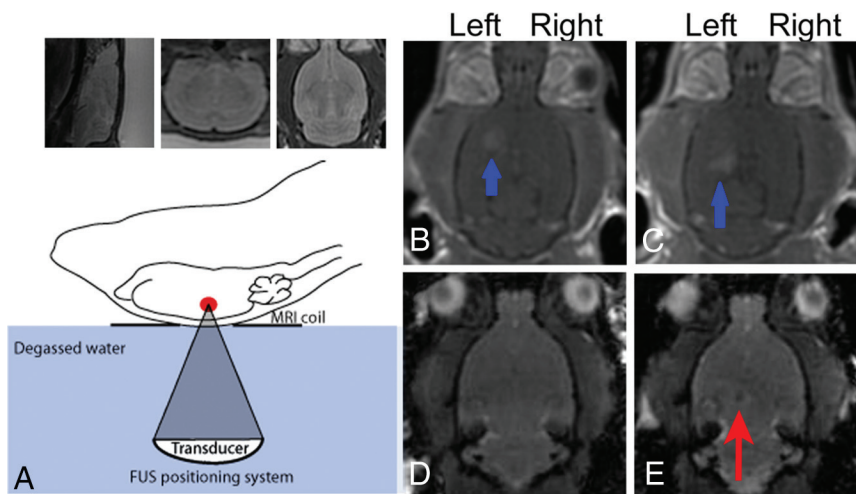 Left Right
Left Right
B
C
MRI coil
Degassed water
Transducer
FUS positioning system
A
D
E